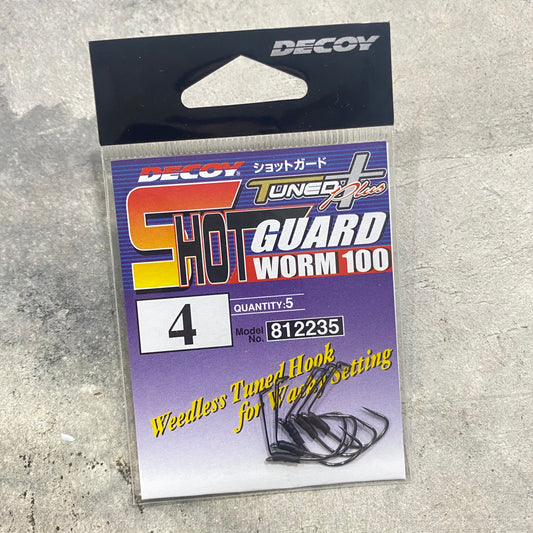 DECOY
DECOY ショットガード
TUNED Plus
SHOT GUARD
WORM 100
4
QUANTITY:5
Model No. 812235
Weedless Tuned Hook
for Wacky Setting